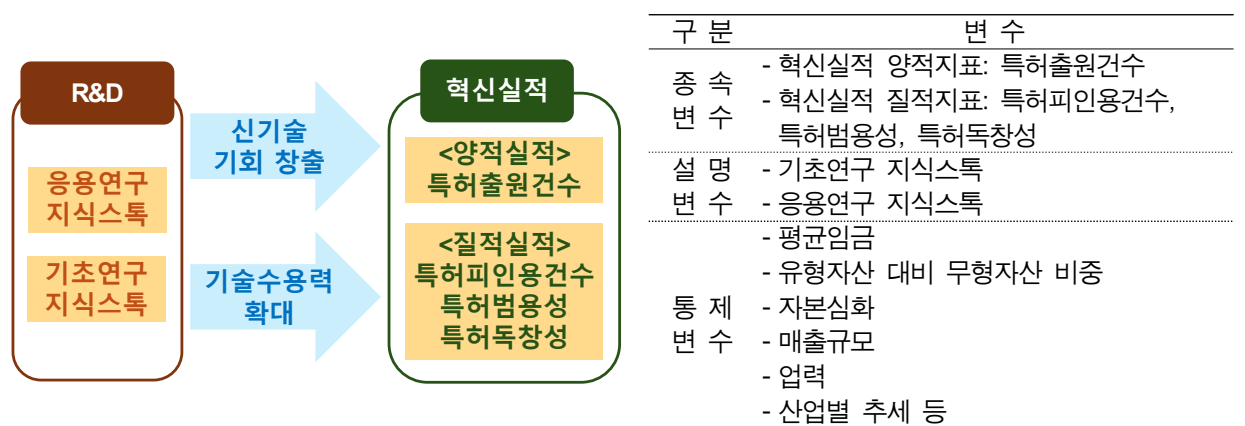 R&D
응용연구
지식스톡
기초연구
지식스톡
신기술
기회 창출
기술수용력
확대
혁신실적
<양적실적>
특허출원건수
<질적실적>
특허피인용건수
특허범용성
특허독창성
구 분 변 수
종 속
변 수
- 혁신실적 양적지표: 특허출원건수
- 혁신실적 질적지표: 특허피인용건수,
특허범용성, 특허독창성
설 명
변 수
- 기초연구 지식스톡
- 응용연구 지식스톡
통 제
변 수
- 평균임금
- 유형자산 대비 무형자산 비중
- 자본심화
- 매출규모
- 업력
- 산업별 추세 등